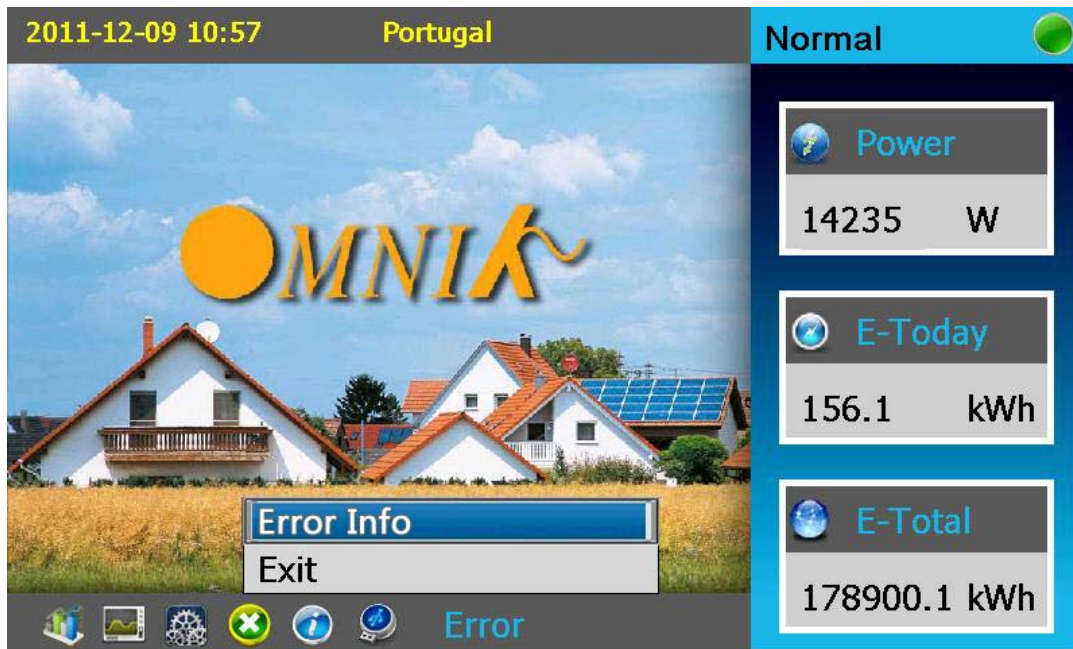 2011-12-09 10:57 Portugal
Normal
OMNIK
Power
14235 W
E-Today
156.1 kWh
E-Total
178900.1 kWh
Error Info
Exit
Error